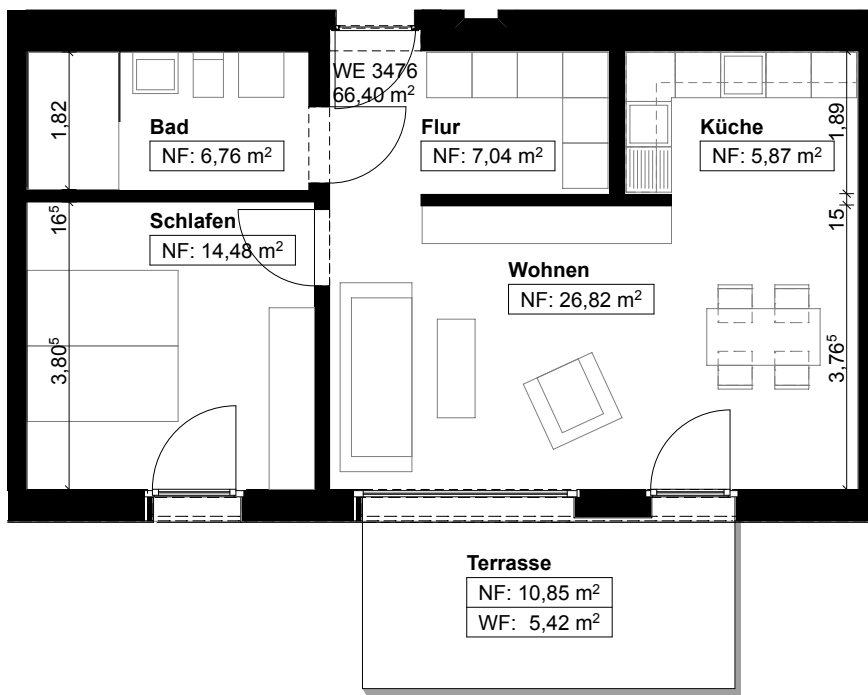 WE 3476
66,40 m²
Bad
NF: 6,76 m²
Flur
NF: 7,04 m²
Küche
NF: 5,87 m²
1,82
1,89
Schlafen
NF: 14,48 m²
16⁵
15
Wohnen
NF: 26,82 m²
3,80⁵
3,76⁵
Terrasse
NF: 10,85 m²
WF: 5,42 m²